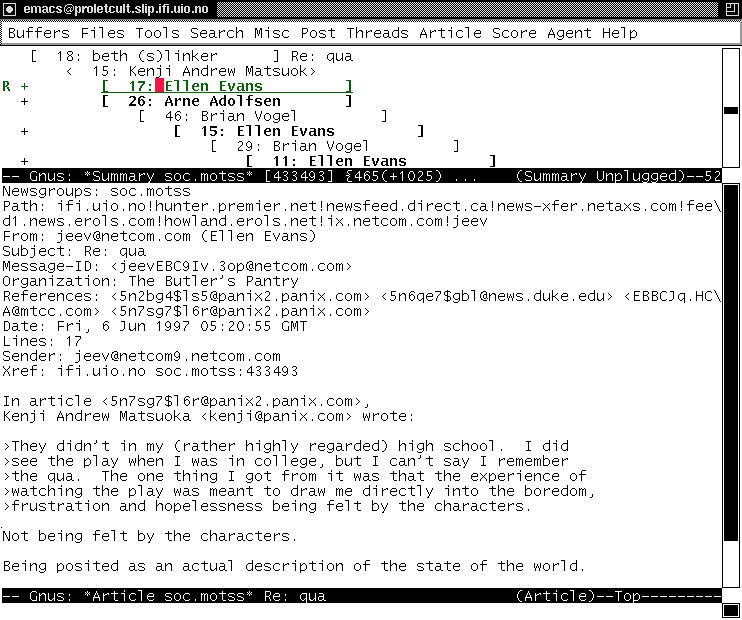 emacs@proletcult.slip.ifi.uio.no
Buffers Files Tools Search Misc Post Threads Article Score Agent Help
[  18: beth (s)linker      ] Re: qua
<  15: Kenji Andrew Matsuok>
R +        [  17: Ellen Evans         ]
+        [  26: Arne Adolfsen       ]
[  46: Brian Vogel         ]
+                [  15: Ellen Evans         ]
[  29: Brian Vogel         ]
+                        [  11: Ellen Evans         ]
-- Gnus: *Summary soc.motss* [433493] {465(+1025) ...    (Summary Unplugged)--52
Newsgroups: soc.motss
Path: ifi.uio.no!hunter.premier.net!newsfeed.direct.ca!news-xfer.netaxs.com!fee\
d1.news.erols.com!howland.erols.net!ix.netcom.com!jeev
From: jeev@netcom.com (Ellen Evans)
Subject: Re: qua
Message-ID: <jeevEBC9Iv.3op@netcom.com>
Organization: The Butler's Pantry
References: <5n2bg4$ls5@panix2.panix.com> <5n6qe7$gbl@news.duke.edu> <EBBCJq.HC\
A@mtcc.com> <5n7sg7$l6r@panix2.panix.com>
Date: Fri, 6 Jun 1997 05:20:55 GMT
Lines: 17
Sender: jeev@netcom9.netcom.com
Xref: ifi.uio.no soc.motss:433493
In article <5n7sg7$l6r@panix2.panix.com>,
Kenji Andrew Matsuoka <kenji@panix.com> wrote:
>They didn't in my (rather highly regarded) high school.  I did
>see the play when I was in college, but I can't say I remember
>the qua.  The one thing I got from it was that the experience of
>watching the play was meant to draw me directly into the boredom,
>frustration and hopelessness being felt by the characters.
Not being felt by the characters.
Being posited as an actual description of the state of the world.
-- Gnus: *Article soc.motss* Re: qua                     (Article)--Top---------